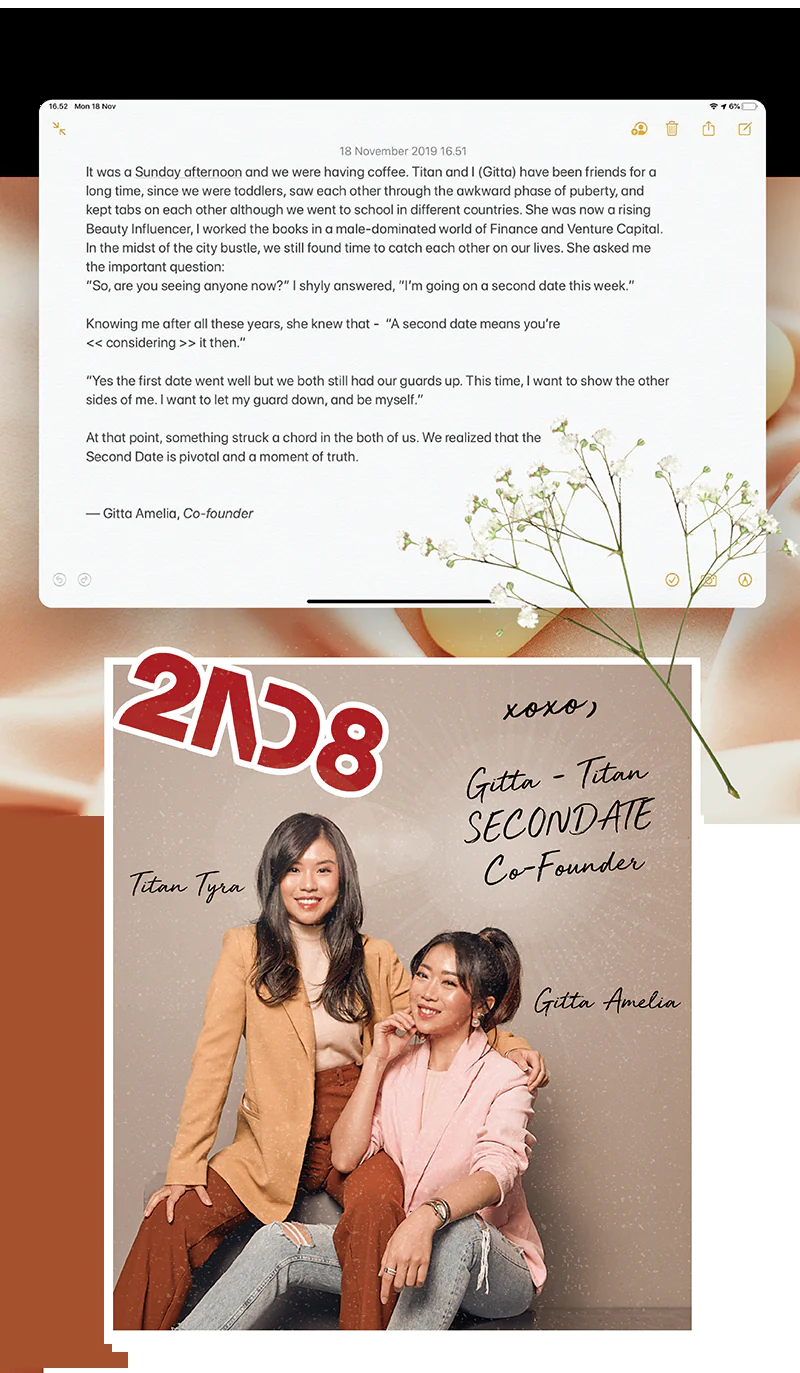 16.52 Mon 18 Nov
6%
18 November 2019 16.51
It was a Sunday afternoon and we were having coffee. Titan and I (Gitta) have been friends for a
long time, since we were toddlers, saw each other through the awkward phase of puberty, and
kept tabs on each other although we went to school in different countries. She was now a rising
Beauty Influencer, I worked the books in a male-dominated world of Finance and Venture Capital.
In the midst of the city bustle, we still found time to catch each other on our lives. She asked me
the important question:
“So, are you seeing anyone now?” I shyly answered, “I’m going on a second date this week.”
Knowing me after all these years, she knew that - “A second date means you’re
<< considering >> it then.”
“Yes the first date went well but we both still had our guards up. This time, I want to show the other
sides of me. I want to let my guard down, and be myself.”
At that point, something struck a chord in the both of us. We realized that the
Second Date is pivotal and a moment of truth.
— Gitta Amelia, Co-founder
2ND8
xoxo,
Gitta - Titan
SECONDATE
Co-Founder
Titan Tyra
Gitta Amelia